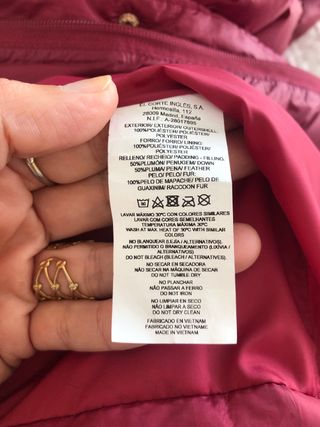 EL CORTE INGLÉS, S.A.
Hermosilla, 112
28009 Madrid, España
N.I.F.: A-28017895
EXTERIOR/ EXTERIOR/ OUTERSHELL:
100%POLIÉSTER/ POLIÉSTER/
POLYESTER
FORRO/ FORRO/ LINING:
100%POLIÉSTER/ POLIÉSTER/
POLYESTER
RELLENO/ RECHEIO/ PADDING - FILLING:
50%PLUMÓN/ PENUGEM/ DOWN
50%PLUMA/ PENA/ FEATHER
PELO/ PELO/ FUR:
100% PELO DE MAPACHE/ PELO DE
GUAXINIM/ RACCOON FUR
LAVAR MÁXIMO 30ºC CON COLORES SIMILARES
LAVAR COM CORES SEMELHANTES
TEMPERATURA MÁXIMA 30ºC
WASH AT MAX. HEAT OF 30ºC WITH SIMILAR
COLORS
NO BLANQUEAR (LEJÍA / ALTERNATIVOS).
NÃO PERMITIDO O BRANQUEAMENTO (LIXÍVIA /
ALTERNATIVOS).
DO NOT BLEACH (BLEACH / ALTERNATIVES).
NO SECAR EN SECADORA
NÃO SECAR NA MÁQUINA DE SECAR
DO NOT TUMBLE DRY
NO PLANCHAR
NÃO PASSAR A FERRO
DO NOT IRON
NO LIMPIAR EN SECO
NÃO LIMPAR A SECO
DO NOT DRY CLEAN
FABRICADO EN VIETNAM
FABRICADO NO VIETNAME
MADE IN VIETNAM